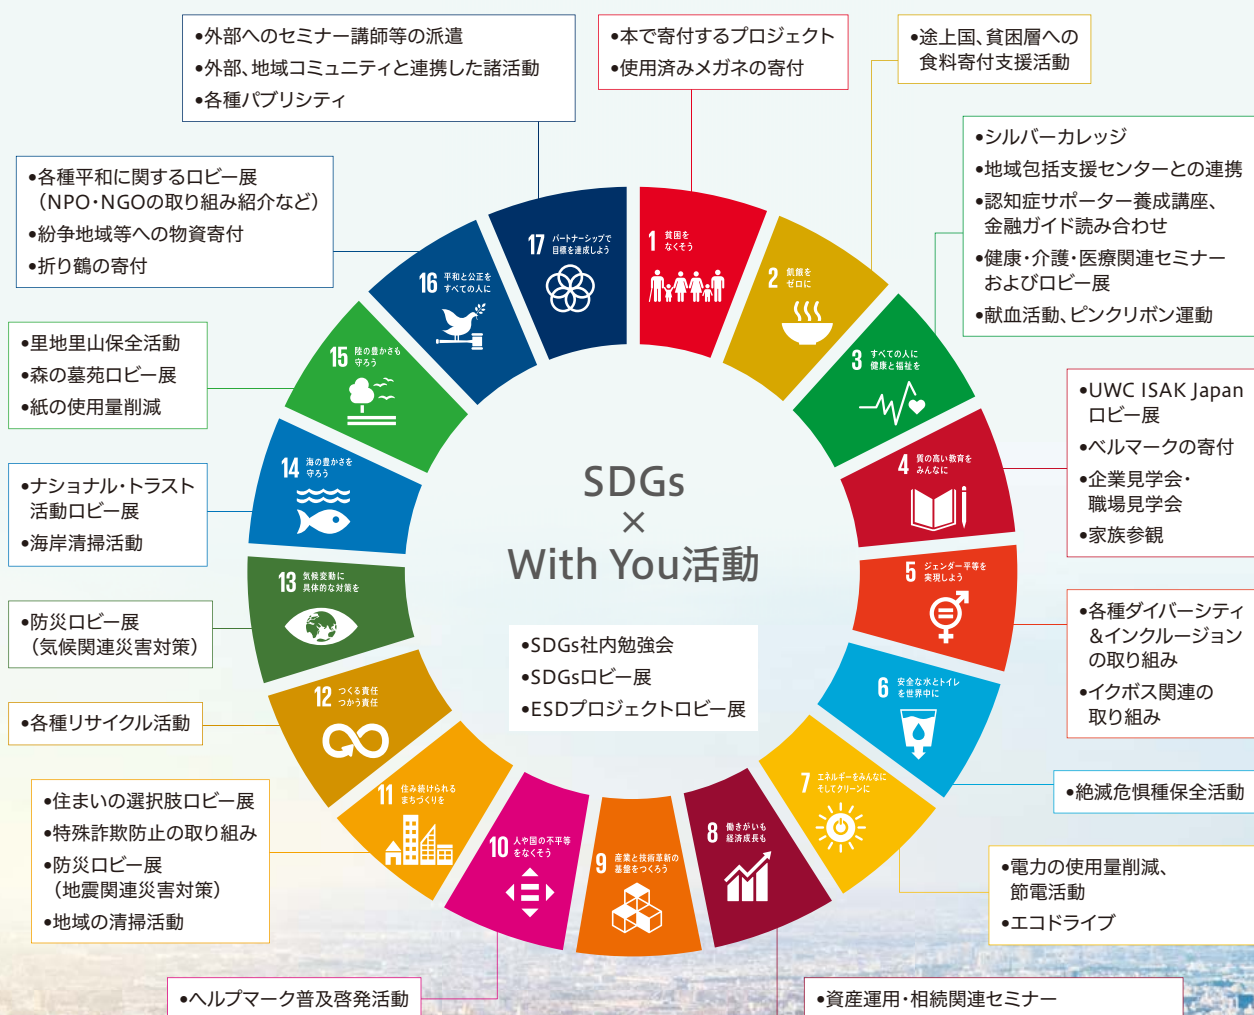 •外部へのセミナー講師等の派遣
•外部、地域コミュニティと連携した諸活動
•各種パブリシティ
•本で寄付するプロジェクト
•使用済みメガネの寄付
•途上国、貧困層への
食料寄付支援活動
•シルバーカレッジ
•地域包括支援センターとの連携
•認知症サポーター養成講座、
金融ガイド読み合わせ
•健康・介護・医療関連セミナー
およびロビー展
•献血活動、ピンクリボン運動
•各種平和に関するロビー展
（NPO・NGOの取り組み紹介など）
•紛争地域等への物資寄付
•折り鶴の寄付
•里地里山保全活動
•森の墓苑ロビー展
•紙の使用量削減
•UWC ISAK Japan
ロビー展
•ベルマークの寄付
•企業見学会・
職場見学会
•家族参観
•ナショナル・トラスト
活動ロビー展
•海岸清掃活動
•防災ロビー展
（気候関連災害対策）
•各種ダイバーシティ
&インクルージョン
の取り組み
•イクボス関連の
取り組み
•各種リサイクル活動
•絶滅危惧種保全活動
•住まいの選択肢ロビー展
•特殊詐欺防止の取り組み
•防災ロビー展
（地震関連災害対策）
•地域の清掃活動
•電力の使用量削減、
節電活動
•エコドライブ
•ヘルプマーク普及啓発活動
•資産運用・相続関連セミナー
1 貧困を
なくそう
2 飢餓を
ゼロに
3 すべての人に
健康と福祉を
4 質の高い教育を
みんなに
5 ジェンダー平等を
実現しよう
6 安全な水とトイレ
を世界中に
7 エネルギーをみんなに
そしてクリーンに
8 働きがいも
経済成長も
9 産業と技術革新の
基盤をつくろう
10 人や国の不平等
をなくそう
11 住み続けられる
まちづくりを
12 つくる責任
つかう責任
13 気候変動に
具体的な対策を
14 海の豊かさを
守ろう
15 陸の豊かさも
守ろう
16 平和と公正を
すべての人に
17 パートナーシップで
目標を達成しよう
SDGs
×
With You活動
•SDGs社内勉強会
•SDGsロビー展
•ESDプロジェクトロビー展